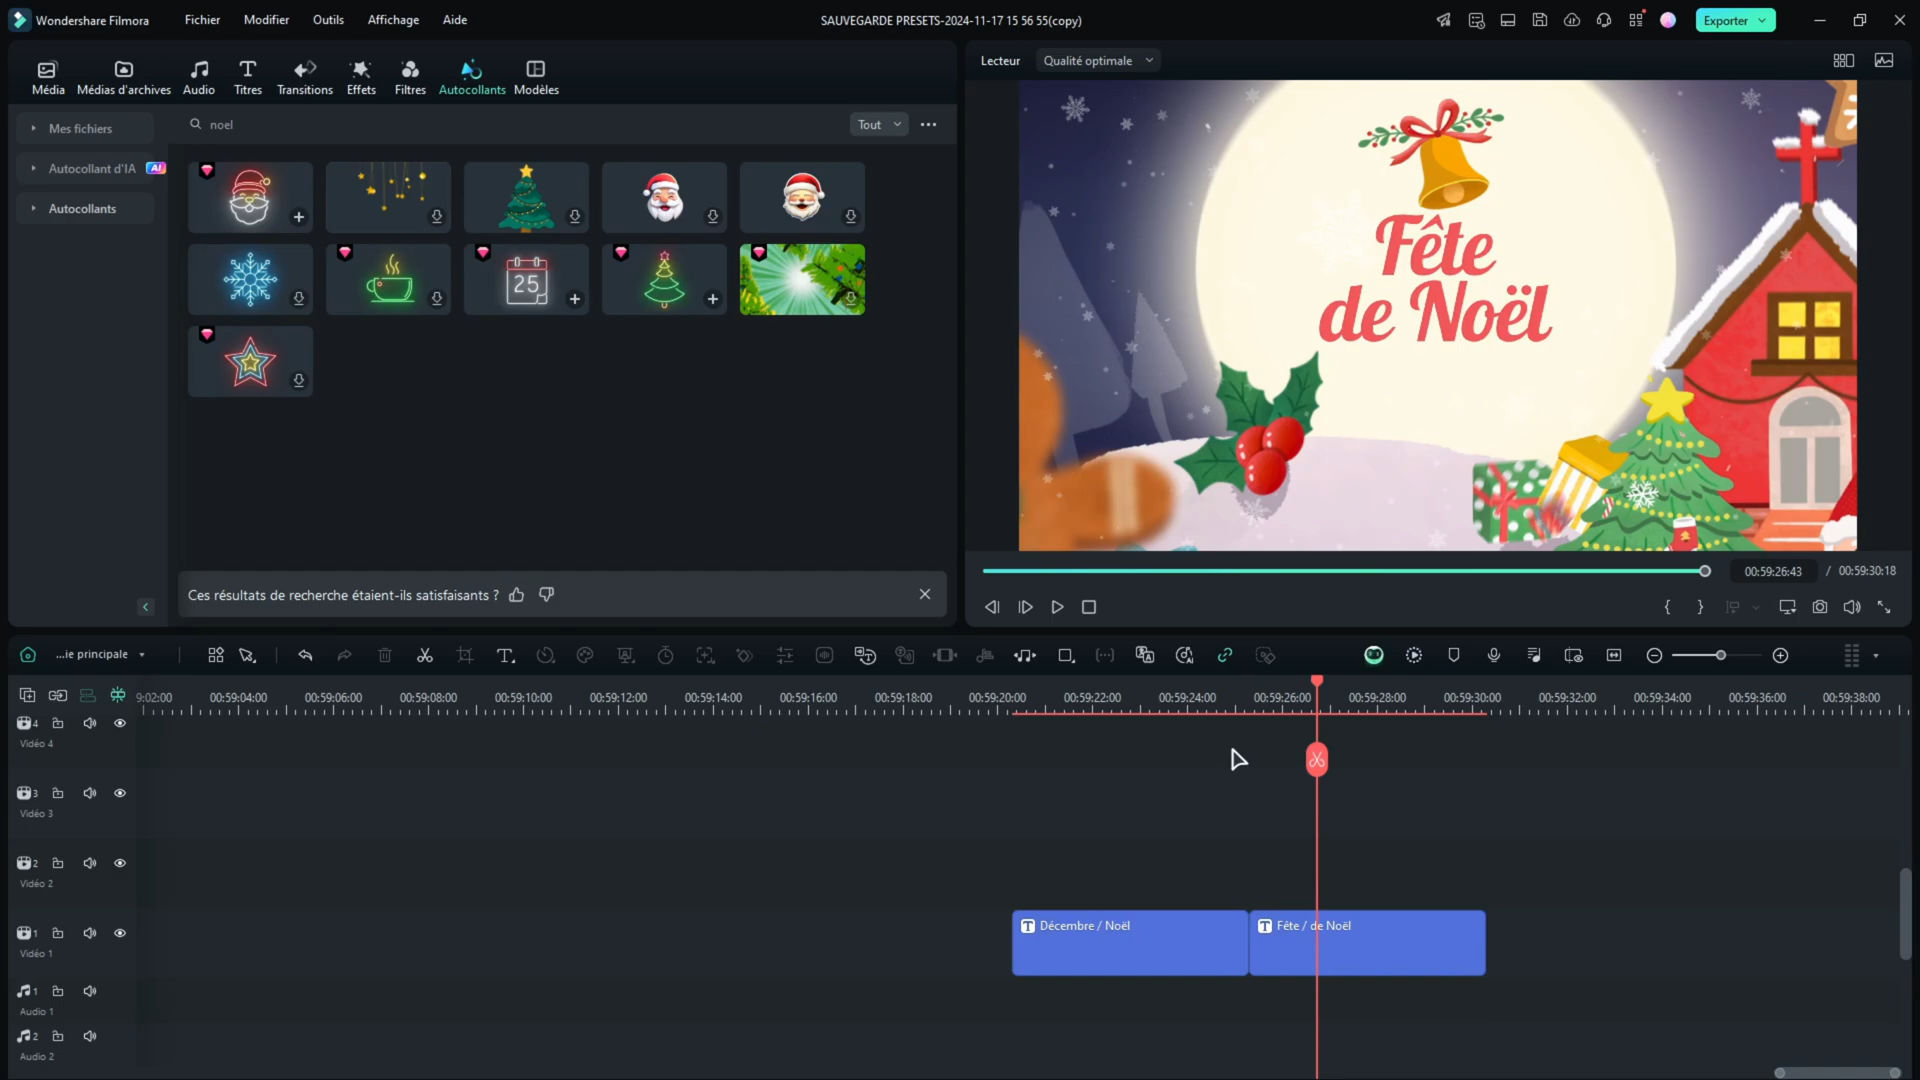 Wondershare Filmora
Fichier
Modifier
Outils
Affichage
Aide
SAUVEGARDE PRESETS-2024-11-17 15 56 55(copy)
Exporter
Média
Médias d'archives
Audio
Titres
Transitions
Effets
Filtres
Autocollants
Modèles
Lecteur
Qualité optimale
Mes fichiers
noel
Tout
Autocollant d'IA
AI
Autocollants
25
Fête
de Noël
Ces résultats de recherche étaient-ils satisfaisants ?
00:59:26:43 / 00:59:30:18
...ie principale
9:02:00
00:59:04:00
00:59:06:00
00:59:08:00
00:59:10:00
00:59:12:00
00:59:14:00
00:59:16:00
00:59:18:00
00:59:20:00
00:59:22:00
00:59:24:00
00:59:26:00
00:59:28:00
00:59:30:00
00:59:32:00
00:59:34:00
00:59:36:00
00:59:38:00
4
Vidéo 4
3
Vidéo 3
2
Vidéo 2
1
Vidéo 1
Décembre / Noël
Fête / de Noël
1
Audio 1
2
Audio 2